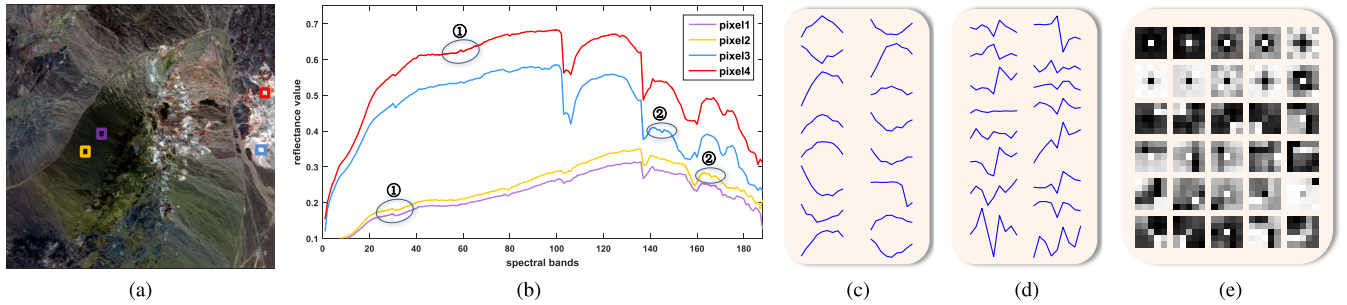 0.75
0.6
0.5
0.4
0.3
0.2
0.1
0 20 40 60 80 100 120 140 160 180
reflectance value
spectral bands
①
①
②
②
pixel1
pixel2
pixel3
pixel4
(a) (b) (c) (d) (e)